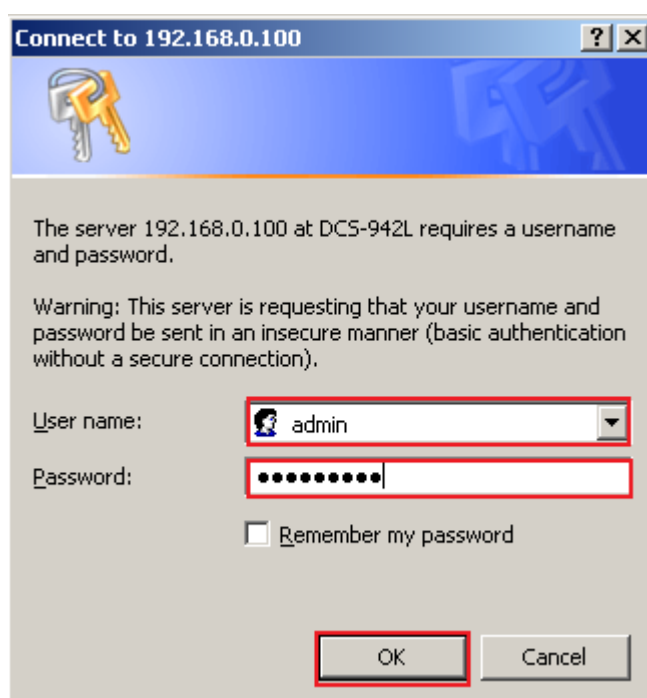 Connect to 192.168.0.100
The server 192.168.0.100 at DCS-942L requires a username
and password.
Warning: This server is requesting that your username and
password be sent in an insecure manner (basic authentication
without a secure connection).
User name:
admin
Password:
●●●●●●●●●
Remember my password
OK
Cancel